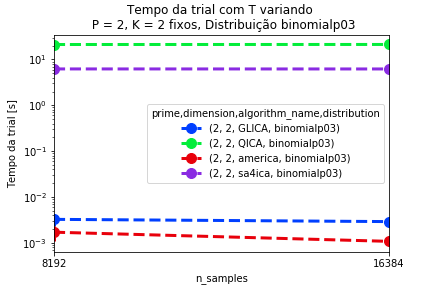 Tempo da trial com T variando
P = 2, K = 2 fixos, Distribuição binomialp03
Tempo da trial [s]
10¹
10⁰
10⁻¹
10⁻²
10⁻³
prime,dimension,algorithm_name,distribution
(2, 2, GLICA, binomialp03)
(2, 2, QICA, binomialp03)
(2, 2, america, binomialp03)
(2, 2, sa4ica, binomialp03)
8192
16384
n_samples